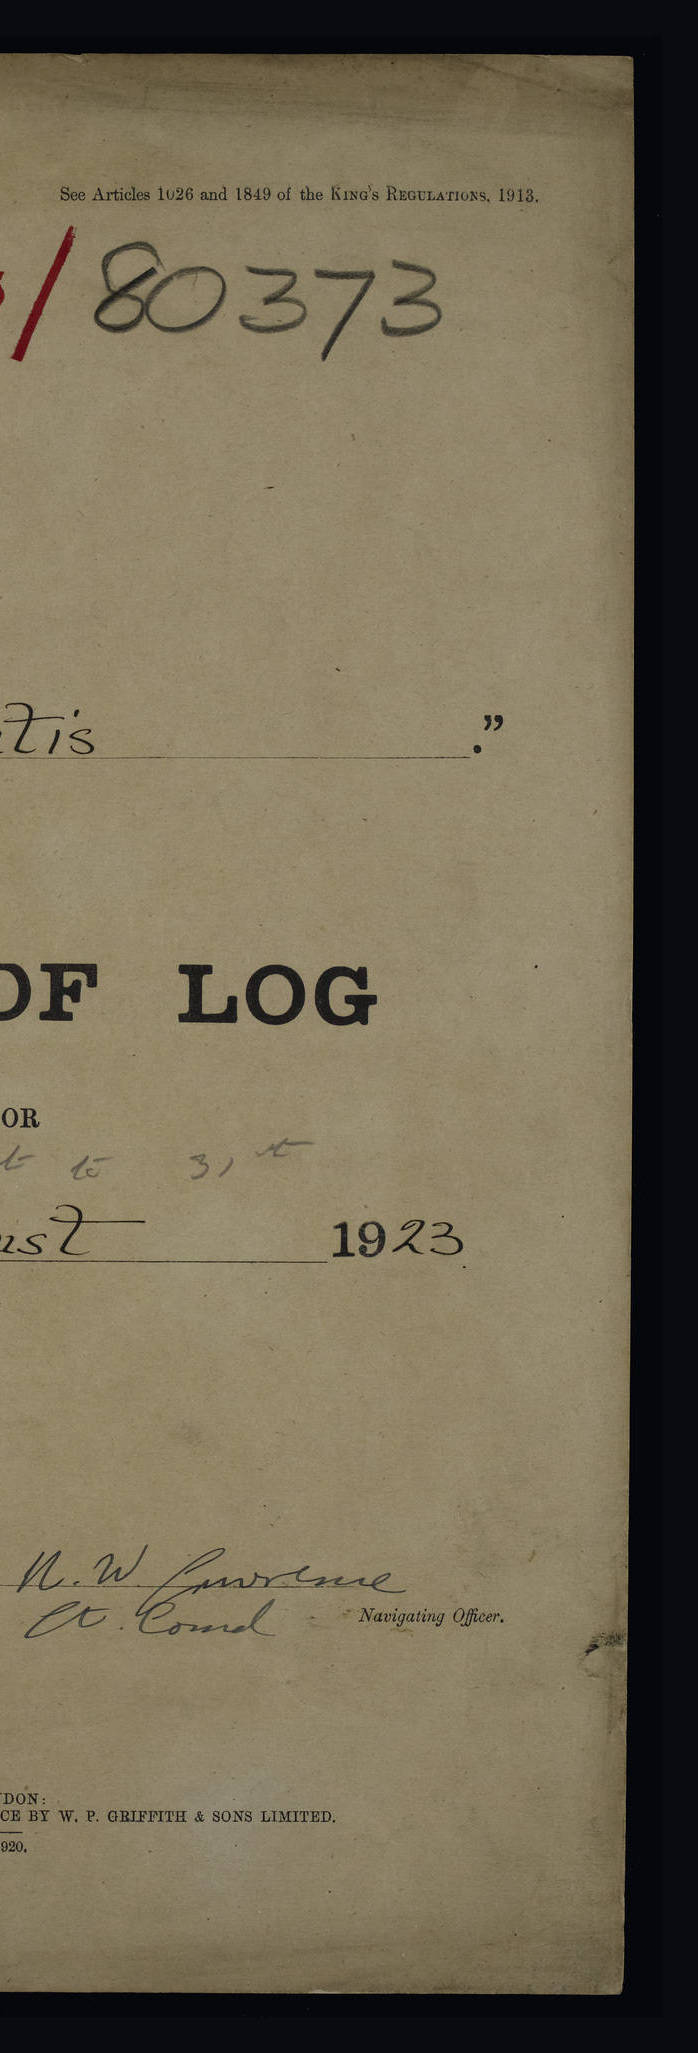 See Articles 1026 and 1849 of the KING'S REGULATIONS, 1913.
/80373
tis .”
OF LOG
OR
to 31st
ust 1923
N. W. Lawrence
Lt. Comd Navigating Officer.
DON:
CE BY W. P. GRIFFITH & SONS LIMITED.
920.